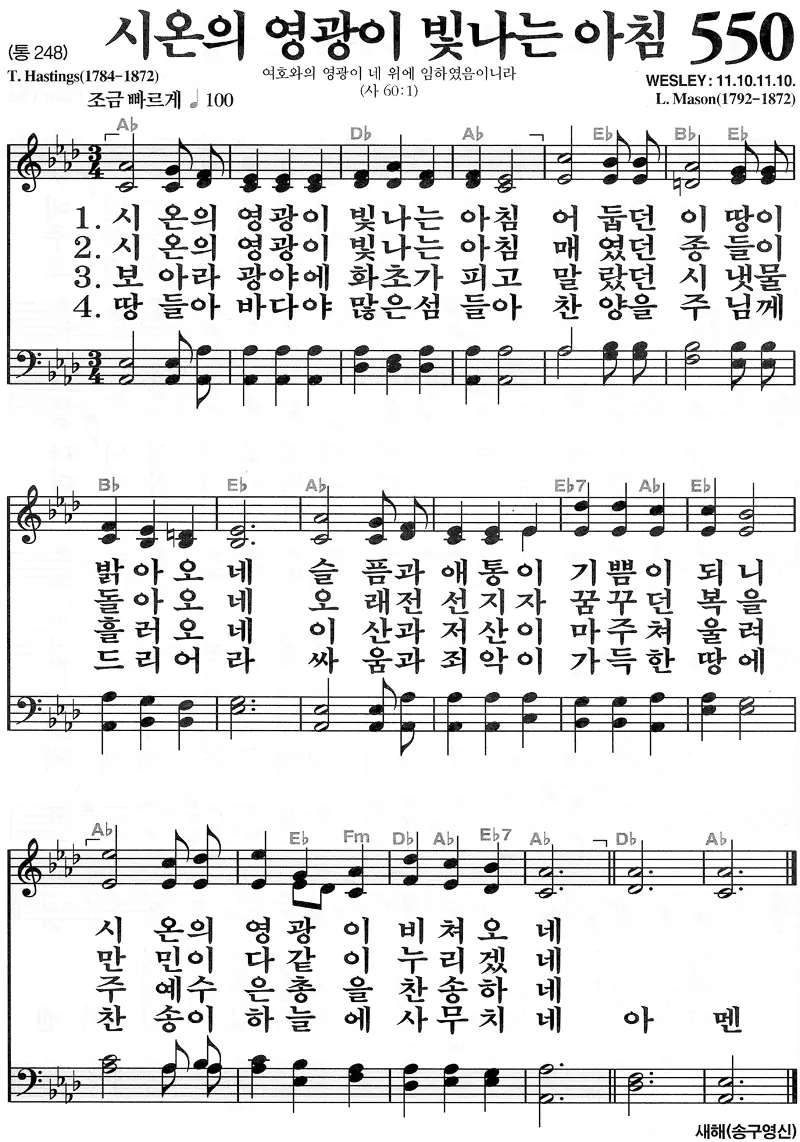 (통 248)
시온의 영광이 빛나는 아침 550
T. Hastings(1784-1872)
여호와의 영광이 네 위에 임하였음이니라
(사 60:1)
WESLEY : 11.10.11.10.
L. Mason(1792-1872)
조금 빠르게 ♩ 100
A♭ D♭ A♭ E♭ B♭ E♭
3/4
1. 시 온의 영광이 빛나는 아침 어 둡던 이 땅이
2. 시 온의 영광이 빛나는 아침 매 였던 종 들이
3. 보 아라 광야에 화초가 피고 말 랐던 시 냇물
4. 땅 들아 바다야 많은섬 들아 찬 양을 주 님께
3/4
B♭ E♭ A♭ E♭7 A♭ E♭
밝아오네 슬 픔과 애통이 기쁨이 되니
돌아오네 오 래전 선지자 꿈꾸던 복을
흘러오네 이 산과 저산이 마주쳐 울려
드리어라 싸 움과 죄악이 가득한 땅에
A♭ E♭ Fm D♭ A♭ E♭7 A♭ D♭ A♭
시 온의 영 광 이 비쳐오네
만 민이 다 같 이 누리겠네
주 예수 은 총 을 찬송하네
찬 송이 하 늘 에 사무치네 아 멘
새해(송구영신)